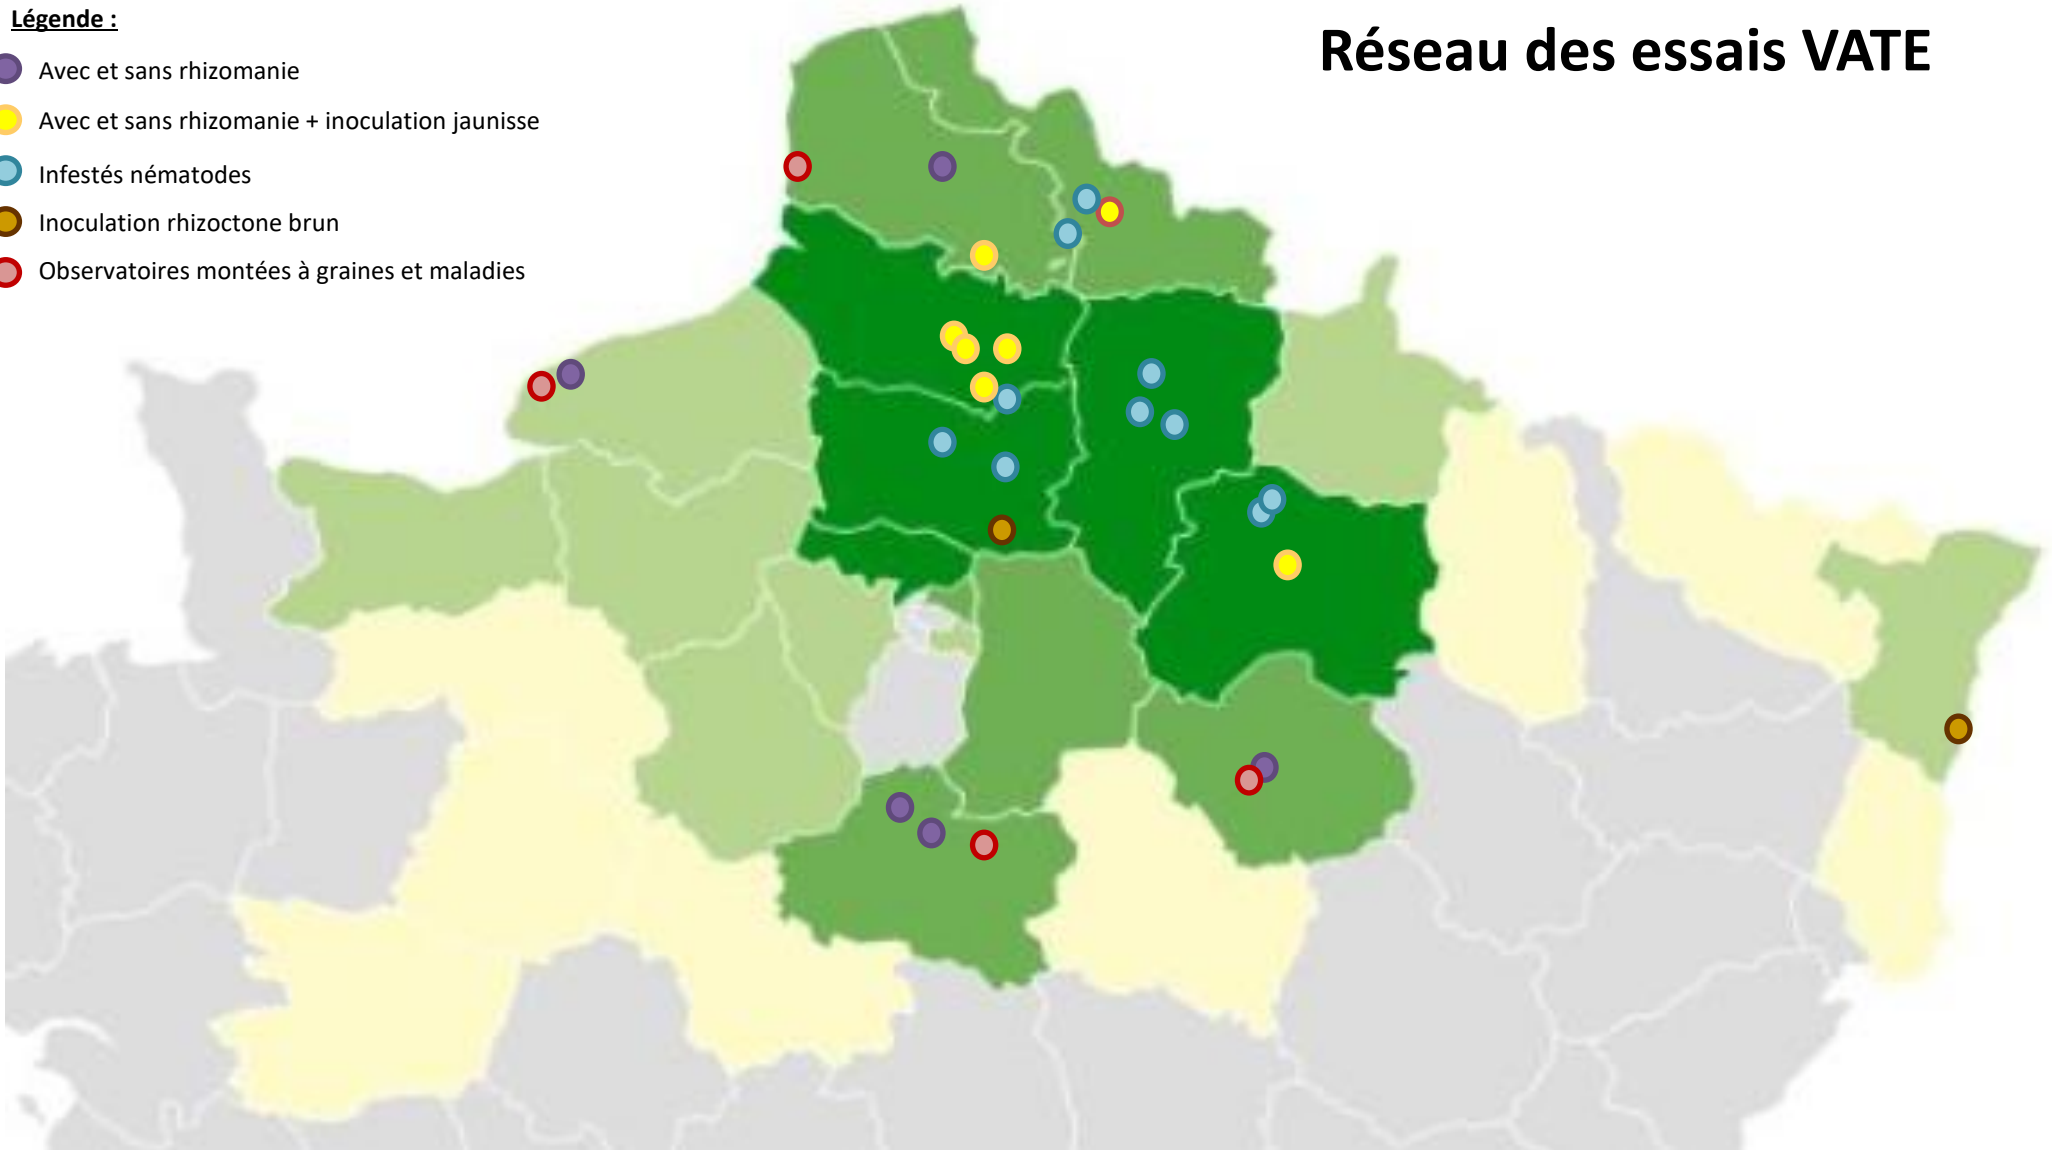 Légende :
Réseau des essais VATE
Avec et sans rhizomanie
Avec et sans rhizomanie + inoculation jaunisse
Infestés nématodes
Inoculation rhizoctone brun
Observatoires montées à graines et maladies